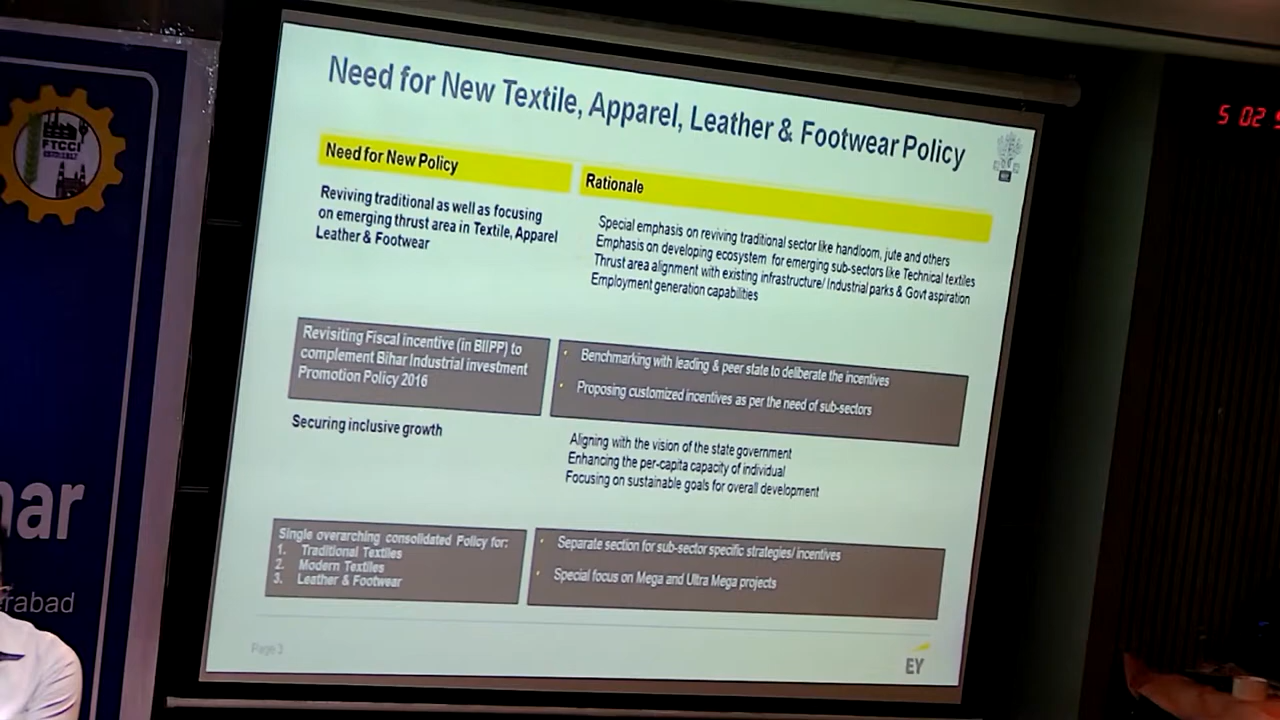 Need for New Textile, Apparel, Leather & Footwear Policy
Need for New Policy
Rationale
Reviving traditional as well as focusing
on emerging thrust area in Textile, Apparel
Leather & Footwear
Special emphasis on reviving traditional sector like handloom, jute and others
Emphasis on developing ecosystem for emerging sub-sectors like Technical textiles
Thrust area alignment with existing infrastructure/ Industrial parks & Govt aspiration
Employment generation capabilities
Revisiting Fiscal incentive (in BIIPP) to
complement Bihar Industrial investment
Promotion Policy 2016
• Benchmarking with leading & peer state to deliberate the incentives
• Proposing customized incentives as per the need of sub-sectors
Securing inclusive growth
Aligning with the vision of the state government
Enhancing the per-capita capacity of individual
Focusing on sustainable goals for overall development
Single overarching consolidated Policy for:
1. Traditional Textiles
2. Modern Textiles
3. Leather & Footwear
• Separate section for sub-sector specific strategies/ incentives
• Special focus on Mega and Ultra Mega projects
Page 3
EY
FTCCI
nar
rabad
5 02